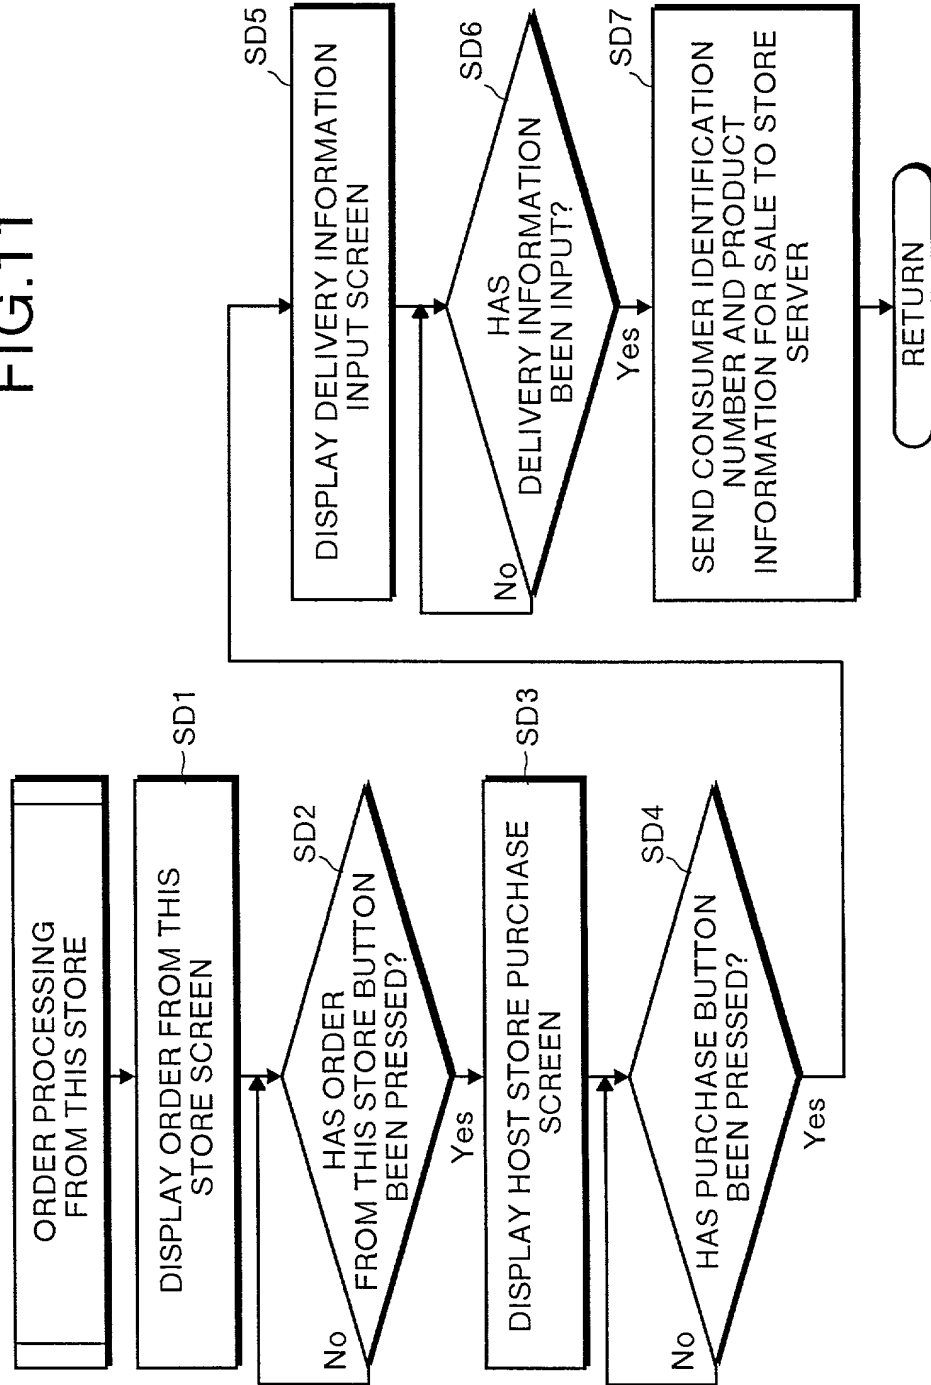 FIG.11
ORDER PROCESSING
FROM THIS STORE
SD1
DISPLAY ORDER FROM THIS
STORE SCREEN
SD2
HAS ORDER
FROM THIS STORE BUTTON
BEEN PRESSED?
No
Yes
SD3
DISPLAY HOST STORE PURCHASE
SCREEN
SD4
HAS PURCHASE BUTTON
BEEN PRESSED?
No
Yes
SD5
DISPLAY DELIVERY INFORMATION
INPUT SCREEN
SD6
HAS
DELIVERY INFORMATION
BEEN INPUT?
No
Yes
SD7
SEND CONSUMER IDENTIFICATION
NUMBER AND PRODUCT
INFORMATION FOR SALE TO STORE
SERVER
RETURN